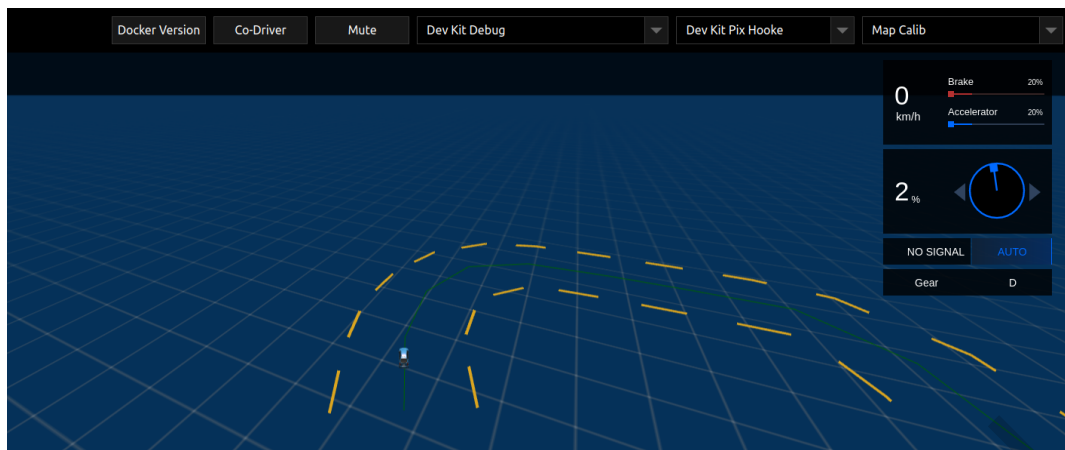 Docker Version Co-Driver Mute Dev Kit Debug Dev Kit Pix Hooke Map Calib
0 km/h
Brake 20%
Accelerator 20%
2 %
NO SIGNAL AUTO
Gear D